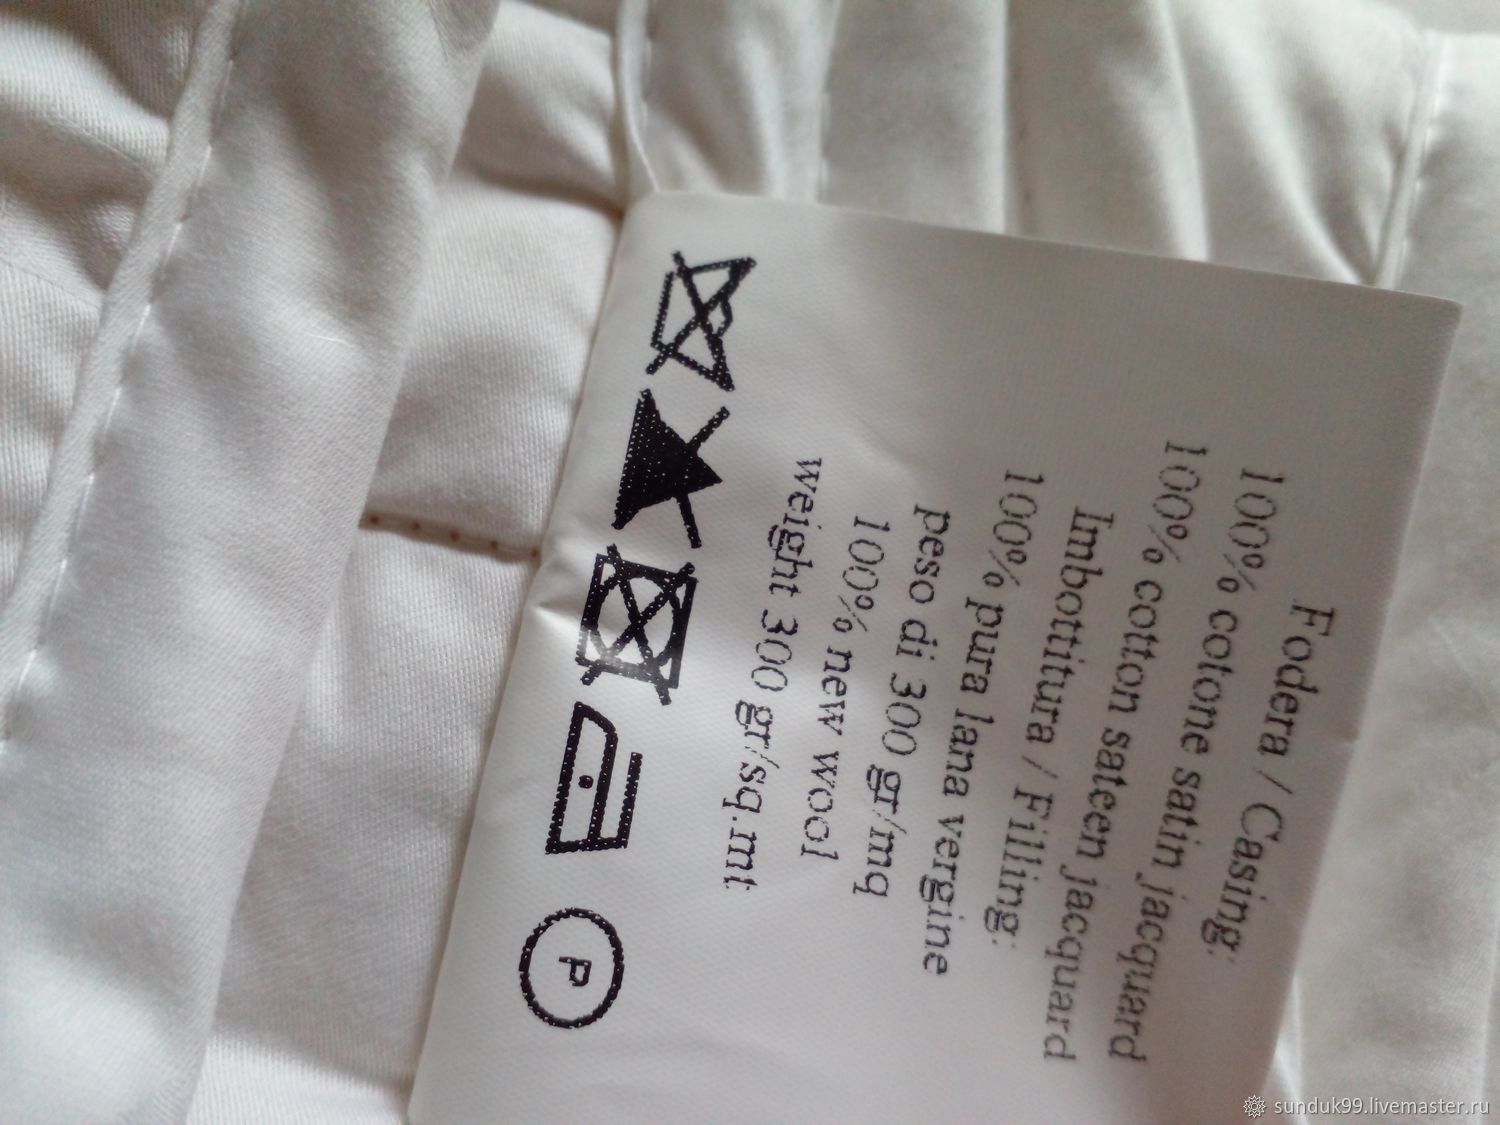 Fodera / Casing:
100% cotone satin jacquard
100% cotton sateen jacquard
Imbottitura / Filling:
100% pura lana vergine
peso di 300 gr/mq
100% new wool
weight 300 gr/sq.mt
P
sunduk99.livemaster.ru